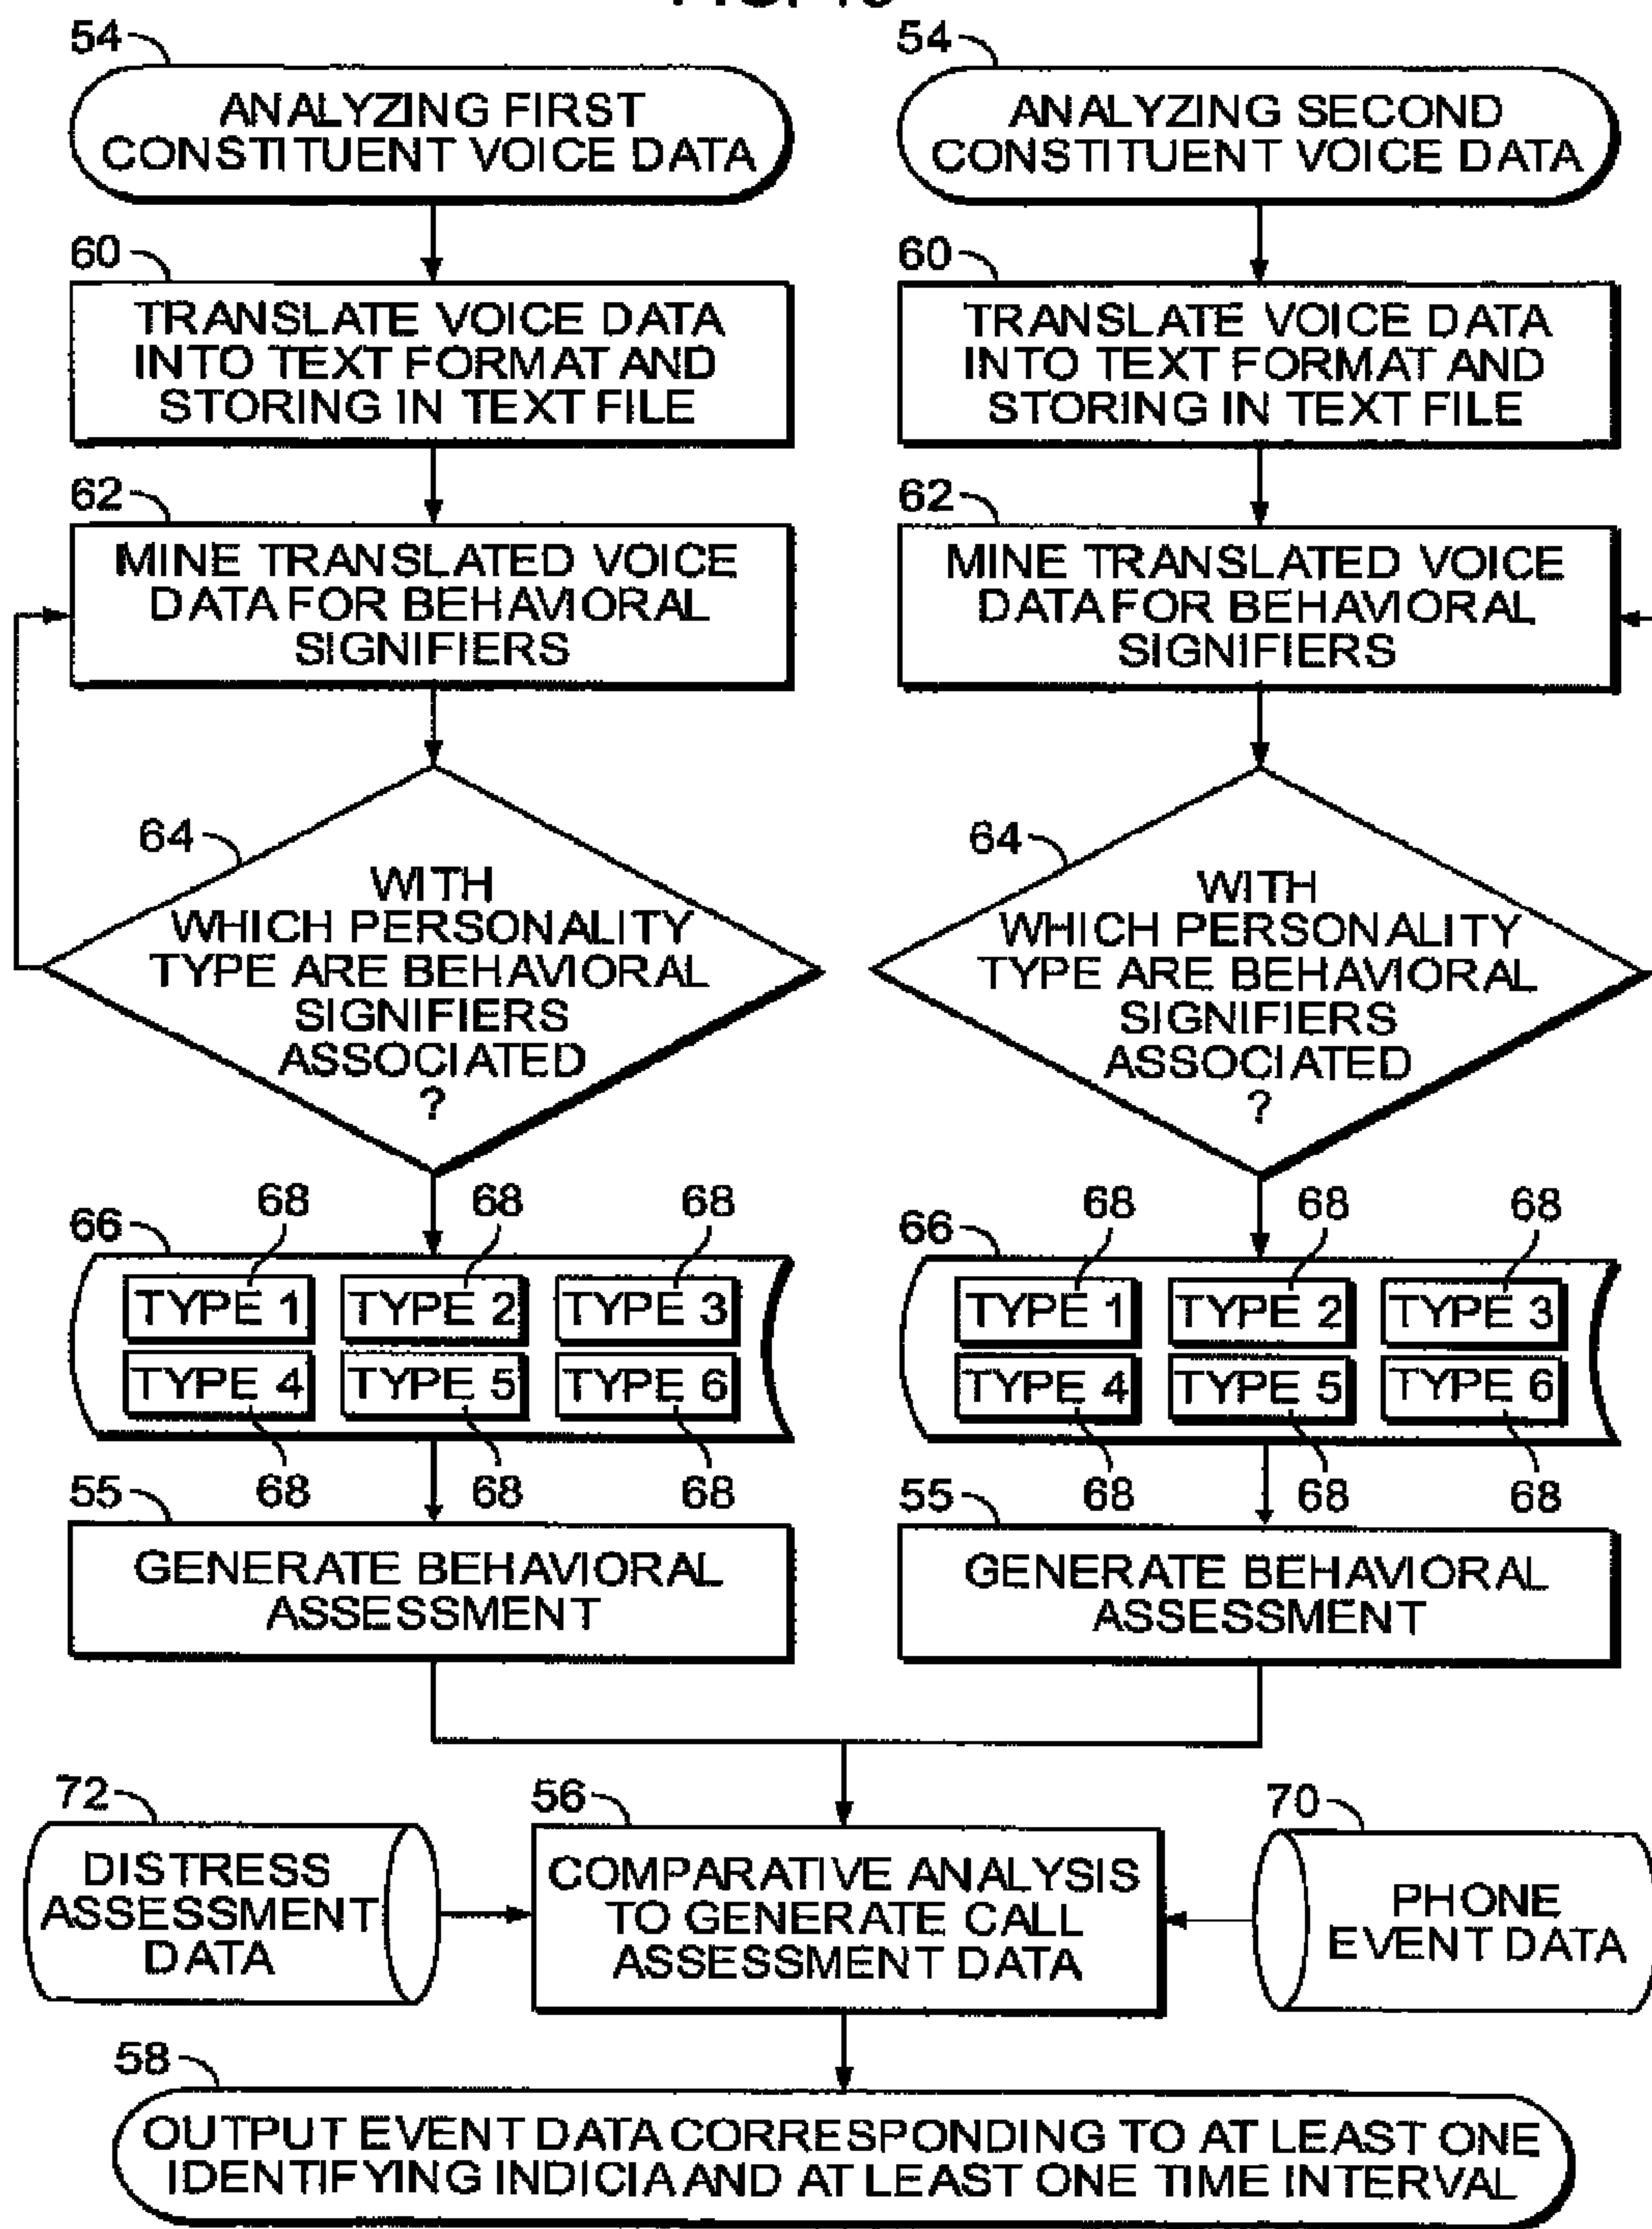 54
ANALYZING FIRST
CONSTITUENT VOICE DATA
60
TRANSLATE VOICE DATA
INTO TEXT FORMAT AND
STORING IN TEXT FILE
62
MINE TRANSLATED VOICE
DATA FOR BEHAVIORAL
SIGNIFIERS
64
WITH
WHICH PERSONALITY
TYPE ARE BEHAVIORAL
SIGNIFIERS
ASSOCIATED
?
66
68
68
68
TYPE 1
TYPE 2
TYPE 3
TYPE 4
TYPE 5
TYPE 6
68
68
68
55
GENERATE BEHAVIORAL
ASSESSMENT
54
ANALYZING SECOND
CONSTITUENT VOICE DATA
60
TRANSLATE VOICE DATA
INTO TEXT FORMAT AND
STORING IN TEXT FILE
62
MINE TRANSLATED VOICE
DATA FOR BEHAVIORAL
SIGNIFIERS
64
WITH
WHICH PERSONALITY
TYPE ARE BEHAVIORAL
SIGNIFIERS
ASSOCIATED
?
66
68
68
68
TYPE 1
TYPE 2
TYPE 3
TYPE 4
TYPE 5
TYPE 6
68
68
68
55
GENERATE BEHAVIORAL
ASSESSMENT
72
DISTRESS
ASSESSMENT
DATA
56
COMPARATIVE ANALYSIS
TO GENERATE CALL
ASSESSMENT DATA
70
PHONE
EVENT DATA
58
OUTPUT EVENT DATA CORRESPONDING TO AT LEAST ONE
IDENTIFYING INDICIA AND AT LEAST ONE TIME INTERVAL